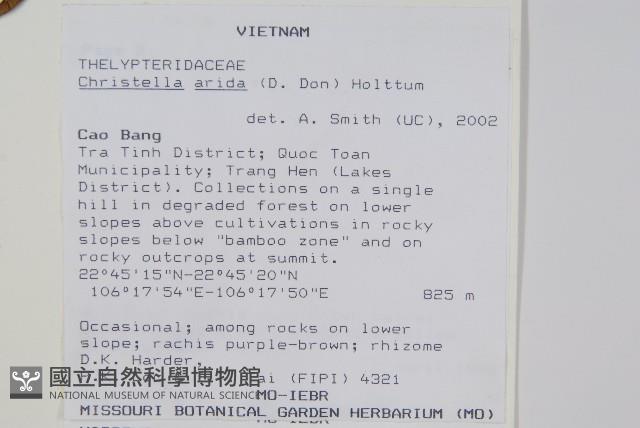 VIETNAM
THELYPTERIDACEAE
Christella arida (D. Don) Holttum
det. A. Smith (UC), 2002
Cao Bang
Tra Tinh District; Quoc Toan
Municipality; Trang Hen (Lakes
District). Collections on a single
hill in degraded forest on lower
slopes above cultivations in rocky
slopes below "bamboo zone" and on
rocky outcrops at summit.
22°45'15"N-22°45'20"N
106°17'54"E-106°17'50"E 825 m
Occasional; among rocks on lower
slope; rachis purple-brown; rhizome
D.K. Harder,
(FIPI) 4321
國立自然科學博物館
NATIONAL MUSEUM OF NATURAL SCIENCE
MO-IEBR
MISSOURI BOTANICAL GARDEN HERBARIUM (MO)
MO-IEBR